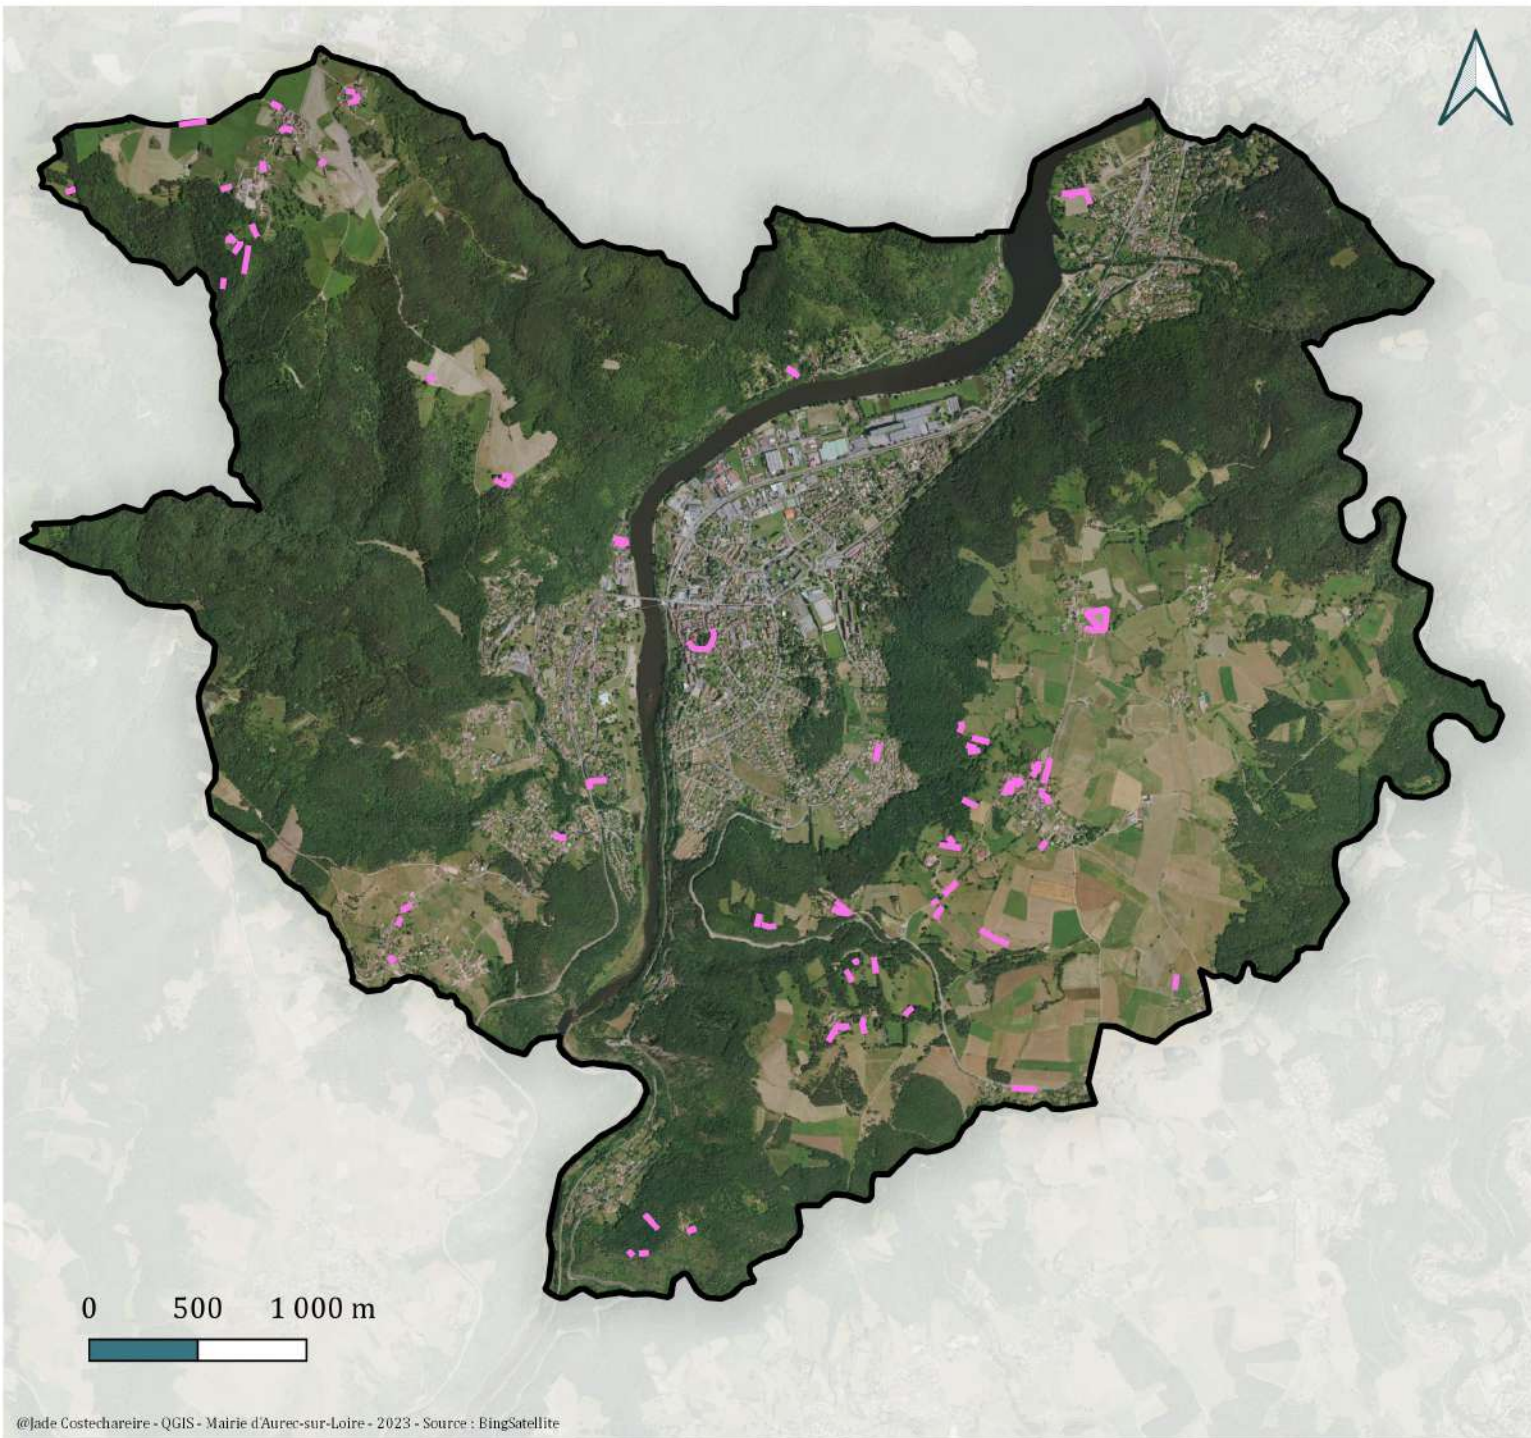 0 500 1 000 m
@Jade Costechareire - QGIS - Mairie d'Aurec-sur-Loire - 2023 - Source : BingSatellite